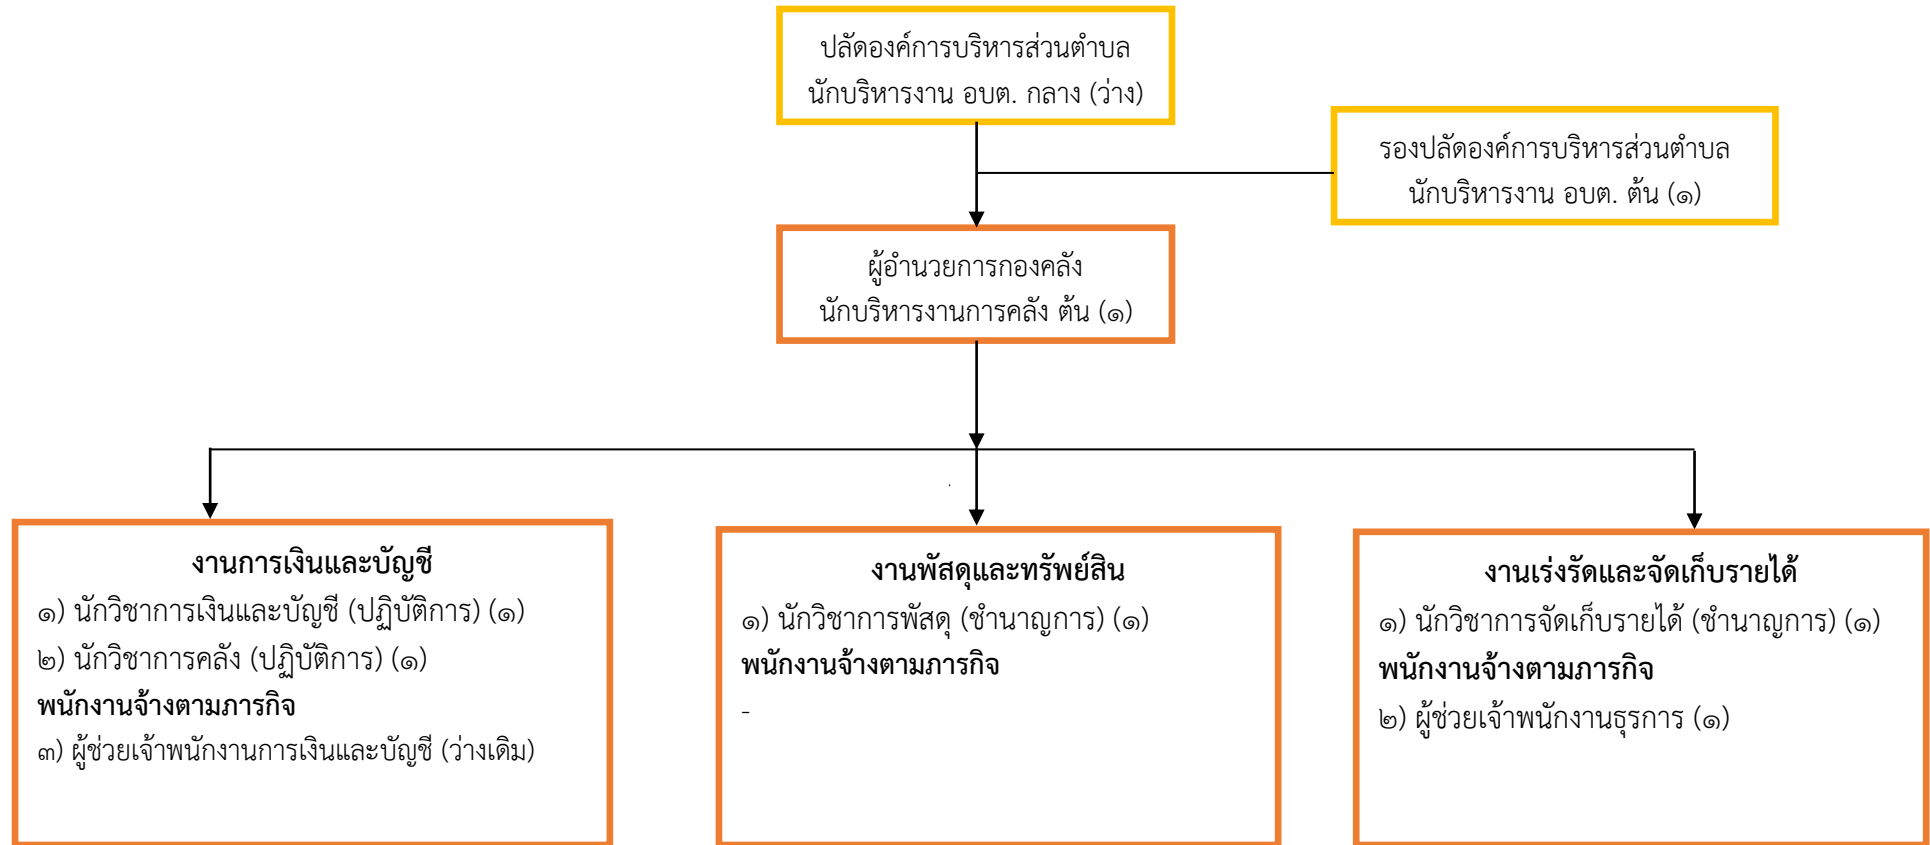 ปลัดองค์การบริหารส่วนตำบล
นักบริหารงาน อบต. กลาง (ว่าง)
รองปลัดองค์การบริหารส่วนตำบล
นักบริหารงาน อบต. ต้น (๑)
ผู้อำนวยการกองคลัง
นักบริหารงานการคลัง ต้น (๑)
งานการเงินและบัญชี
๑) นักวิชาการเงินและบัญชี (ปฏิบัติการ) (๑)
๒) นักวิชาการคลัง (ปฏิบัติการ) (๑)
พนักงานจ้างตามภารกิจ
๓) ผู้ช่วยเจ้าพนักงานการเงินและบัญชี (ว่างเดิม)
งานพัสดุและทรัพย์สิน
๑) นักวิชาการพัสดุ (ชำนาญการ) (๑)
พนักงานจ้างตามภารกิจ
-
งานเร่งรัดและจัดเก็บรายได้
๑) นักวิชาการจัดเก็บรายได้ (ชำนาญการ) (๑)
พนักงานจ้างตามภารกิจ
๒) ผู้ช่วยเจ้าพนักงานธุรการ (๑)